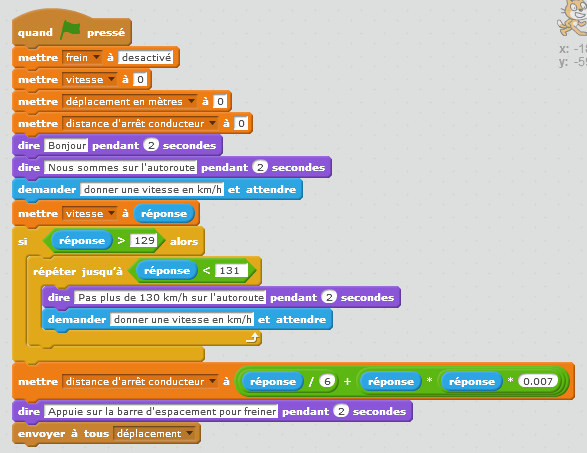 quand pressé
mettre frein à desactivé
mettre vitesse à 0
mettre déplacement en mètres à 0
mettre distance d'arrêt conducteur à 0
dire Bonjour pendant 2 secondes
dire Nous sommes sur l'autoroute pendant 2 secondes
demander donner une vitesse en km/h et attendre
mettre vitesse à réponse
si réponse > 129 alors
répéter jusqu'à réponse < 131
dire Pas plus de 130 km/h sur l'autoroute pendant 2 secondes
demander donner une vitesse en km/h et attendre
mettre distance d'arrêt conducteur à réponse / 6 + réponse * réponse * 0.007
dire Appuie sur la barre d'espacement pour freiner pendant 2 secondes
envoyer à tous déplacement
x: -18
y: -59